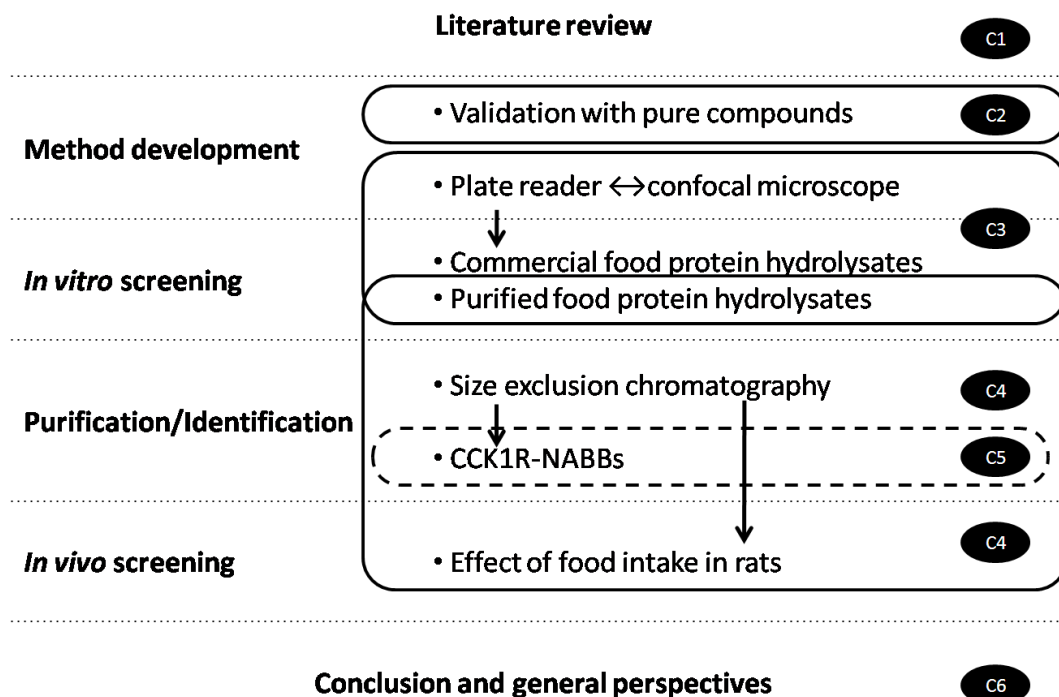 Literature review
C1
• Validation with pure compounds
C2
Method development
• Plate reader ↔confocal microscope
C3
• Commercial food protein hydrolysates
In vitro screening
• Purified food protein hydrolysates
• Size exclusion chromatography
C4
Purification/Identification
• CCK1R-NABBs
C5
C4
In vivo screening
• Effect of food intake in rats
Conclusion and general perspectives
C6